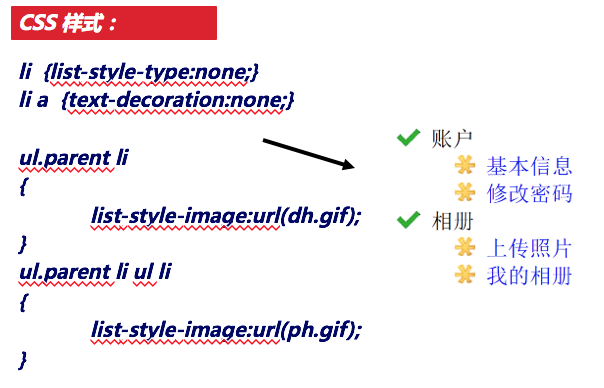 CSS 样式：
li {list-style-type:none;}
li a {text-decoration:none;}
ul.parent li
{
list-style-image:url(dh.gif);
}
ul.parent li ul li
{
list-style-image:url(ph.gif);
}
账户
基本信息
修改密码
相册
上传照片
我的相册